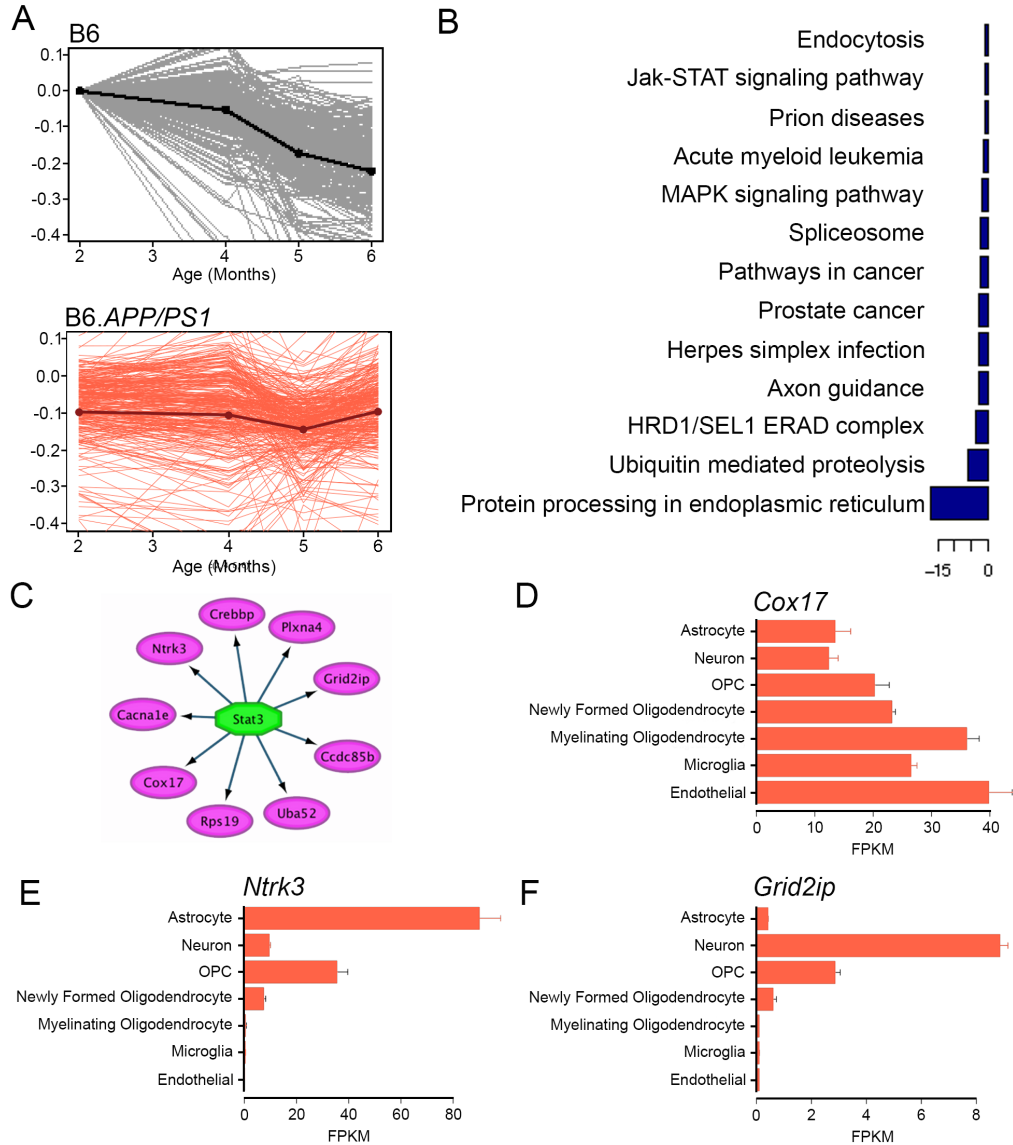 A
B6
0.1
0.0
-0.1
-0.2
-0.3
-0.4
2 3 4 5 6
Age (Months)
B6.APP/PS1
0.1
0.0
-0.1
-0.2
-0.3
-0.4
2 3 4 5 6
Age (Months)
B
Endocytosis
Jak-STAT signaling pathway
Prion diseases
Acute myeloid leukemia
MAPK signaling pathway
Spliceosome
Pathways in cancer
Prostate cancer
Herpes simplex infection
Axon guidance
HRD1/SEL1 ERAD complex
Ubiquitin mediated proteolysis
Protein processing in endoplasmic reticulum
-15 0
C
Crebbp
Plxna4
Ntrk3
Grid2ip
Cacna1e
Stat3
Ccdc85b
Cox17
Uba52
Rps19
D
Cox17
Astrocyte
Neuron
OPC
Newly Formed Oligodendrocyte
Myelinating Oligodendrocyte
Microglia
Endothelial
0 10 20 30 40
FPKM
E
Ntrk3
Astrocyte
Neuron
OPC
Newly Formed Oligodendrocyte
Myelinating Oligodendrocyte
Microglia
Endothelial
0 20 40 60 80
FPKM
F
Grid2ip
Astrocyte
Neuron
OPC
Newly Formed Oligodendrocyte
Myelinating Oligodendrocyte
Microglia
Endothelial
0 2 4 6 8
FPKM